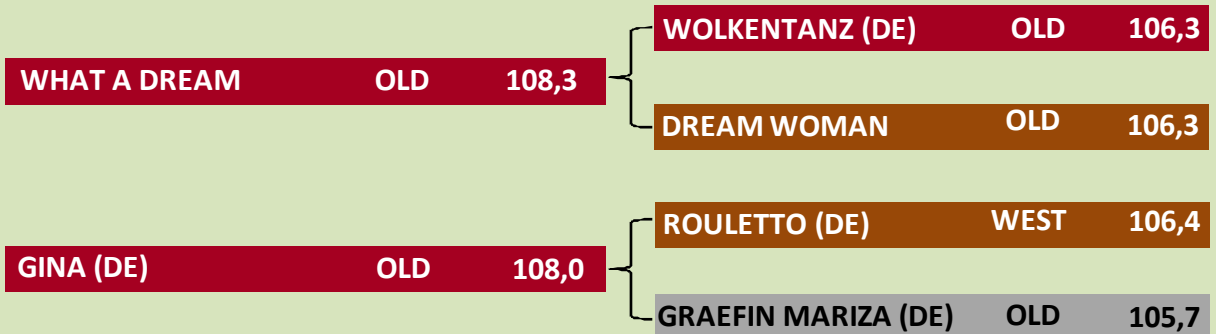 WOLKENTANZ (DE) OLD 106,3
WHAT A DREAM OLD 108,3
DREAM WOMAN OLD 106,3
ROULETTO (DE) WEST 106,4
GINA (DE) OLD 108,0
GRAEFIN MARIZA (DE) OLD 105,7